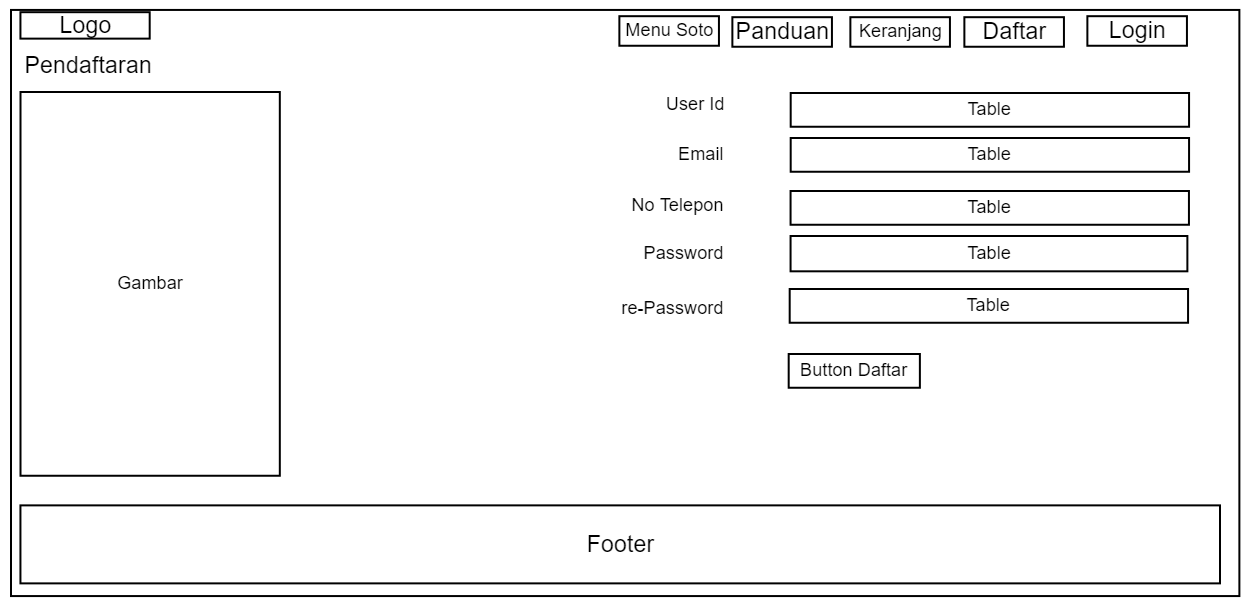 Logo
Menu Soto
Panduan
Keranjang
Daftar
Login
Pendaftaran
Gambar
User Id
Table
Email
Table
No Telepon
Table
Password
Table
re-Password
Table
Button Daftar
Footer